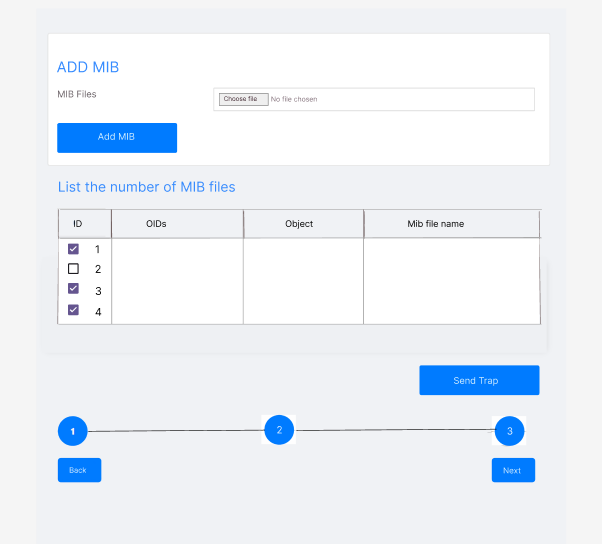 ADD MIB
MIB Files
Choose file No file chosen
Add MIB
List the number of MIB files
ID OIDs Object Mib file name
1
2
3
4
Send Trap
1 2 3
Back Next